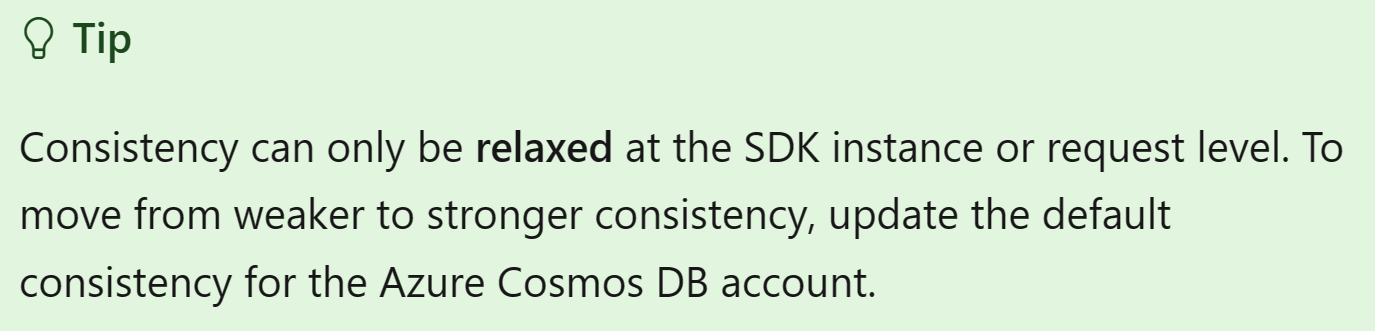 Tip
Consistency can only be relaxed at the SDK instance or request level. To
move from weaker to stronger consistency, update the default
consistency for the Azure Cosmos DB account.